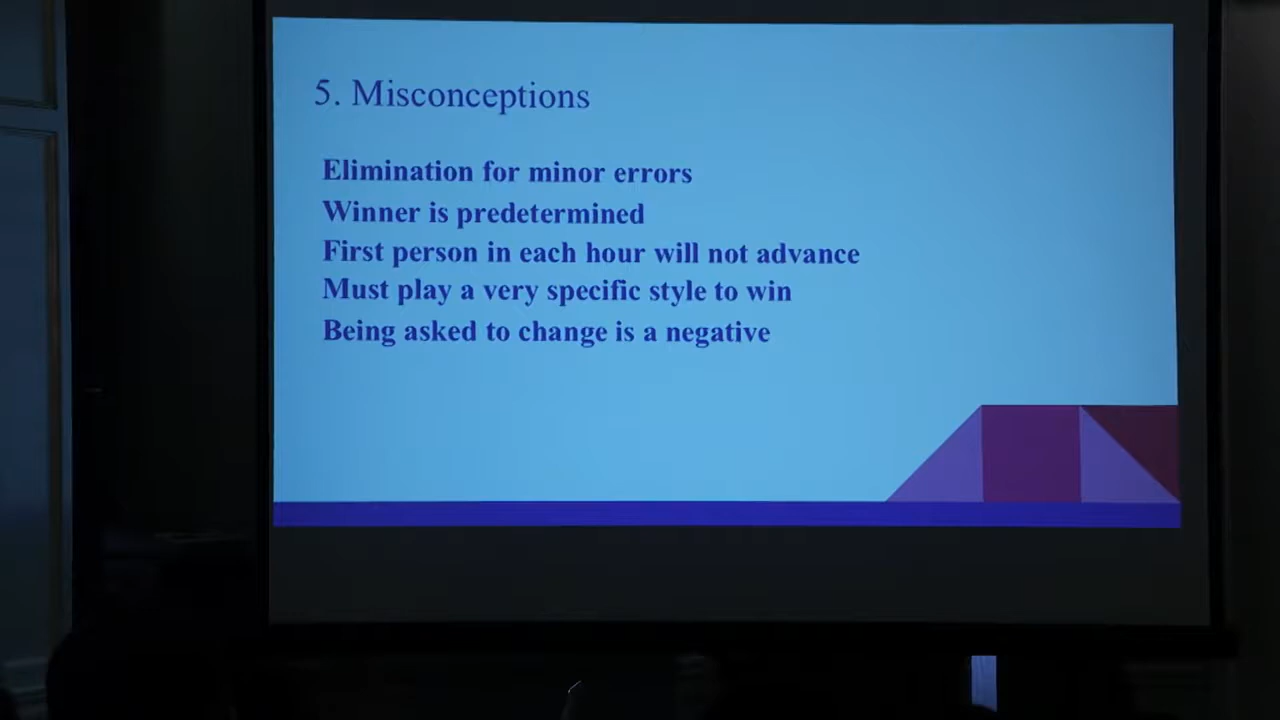 5. Misconceptions
Elimination for minor errors
Winner is predetermined
First person in each hour will not advance
Must play a very specific style to win
Being asked to change is a negative